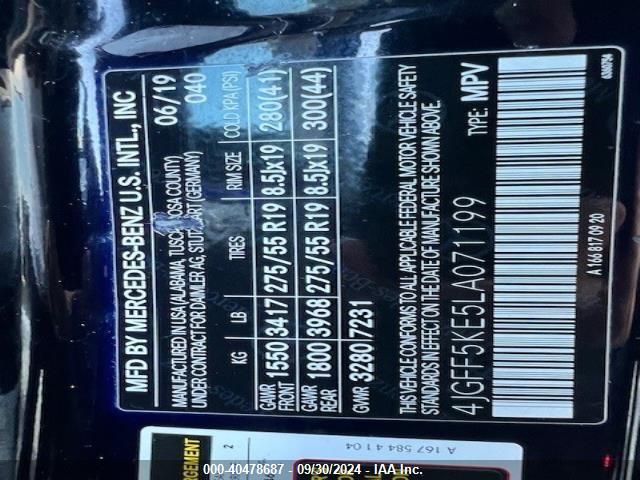 MFD BY MERCEDES-BENZ U.S. INTL., INC
MANUFACTURED IN USA (ALABAMA, TUSCALOOSA COUNTY) 06/19
UNDER CONTRACT FOR DAIMLER AG, STUTTGART (GERMANY) 040
KG LB TIRES RIM SIZE COLD KPA (PSI)
GAWR FRONT 1550 3417 275/55 R19 8.5Jx19 280(41)
GAWR REAR 1800 3968 275/55 R19 8.5Jx19 300(44)
GVWR 3280 7231
THIS VEHICLE CONFORMS TO ALL APPLICABLE FEDERAL MOTOR VEHICLE SAFETY
STANDARDS IN EFFECT ON THE DATE OF MANUFACTURE SHOWN ABOVE.
4JGFF5KE5LA071199 TYPE: MPV
A 166 817 09 20
A 167 584 41 04
2
000-40478687 - 09/30/2024 - IAA Inc.